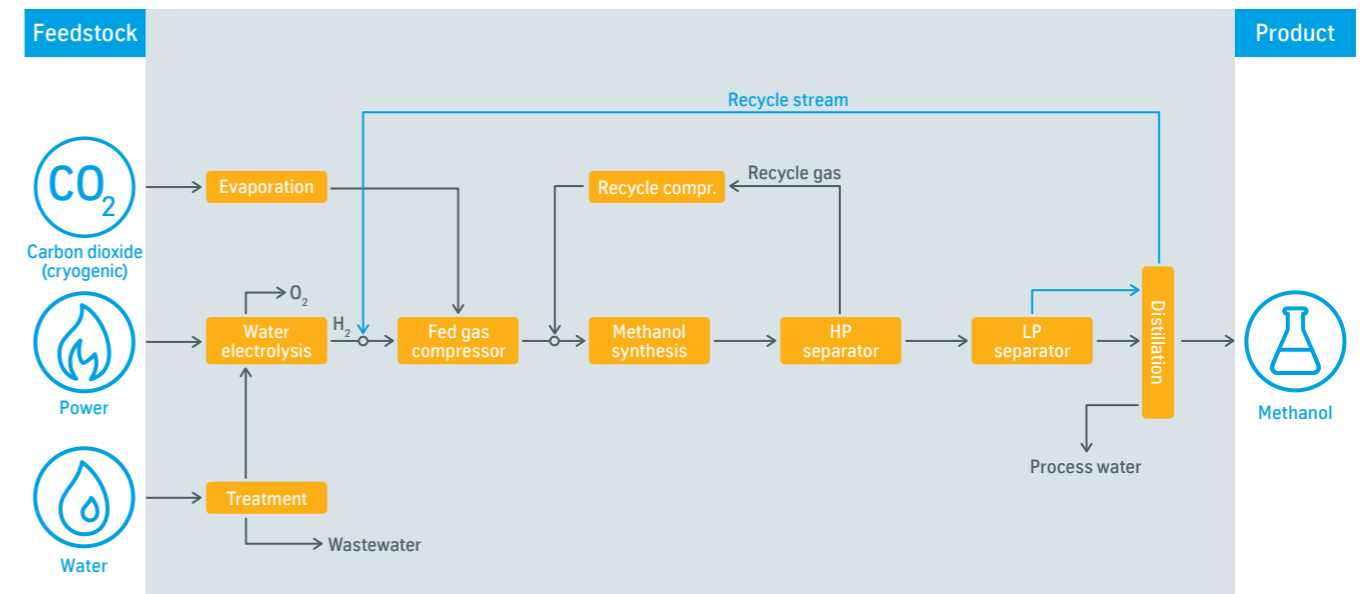 Feedstock
Product
Recycle stream
CO2
Evaporation
Recycle compr.
Recycle gas
Carbon dioxide
(cryogenic)
O2
H2
Water
electrolysis
Fed gas
compressor
Methanol
synthesis
HP
separator
LP
separator
Distillation
Power
Methanol
Process water
Treatment
Wastewater
Water